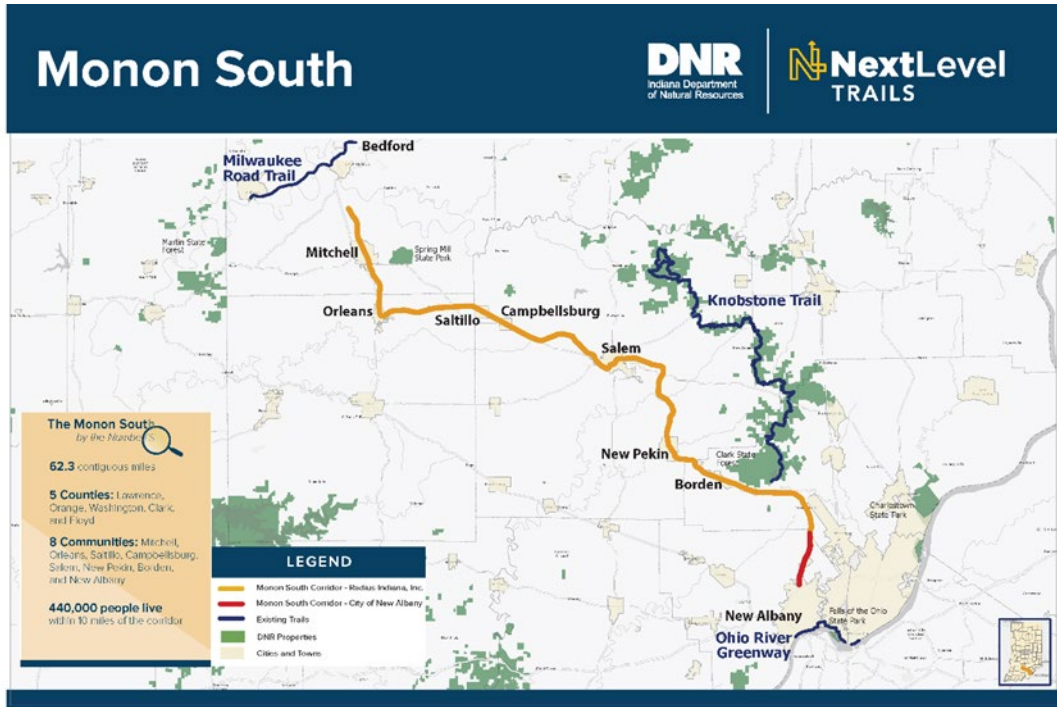 Monon South
DNR
Indiana Department
of Natural Resources
NextLevel
TRAILS
Bedford
Milwaukee
Road Trail
Martin State
Forest
Mitchell
Spring Mill
State Park
Orleans
Saltillo
Campbellsburg
Salem
Knobstone Trail
New Pekin
Clark State
Borden
Charlestown
State Park
New Albany
Falls of the Ohio
State Park
Ohio River
Greenway
The Monon South
by the Numbers
62.3 contiguous miles
5 Counties: Lawrence,
Orange, Washington, Clark,
and Floyd
8 Communities: Mitchell,
Orleans, Saltillo, Campbellsburg,
Salem, New Pekin, Borden,
and New Albany
440,000 people live
within 10 miles of the corridor
LEGEND
Monon South Corridor - Radius Indiana, Inc.
Monon South Corridor - City of New Albany
Existing Trails
DNR Properties
Cities and Towns